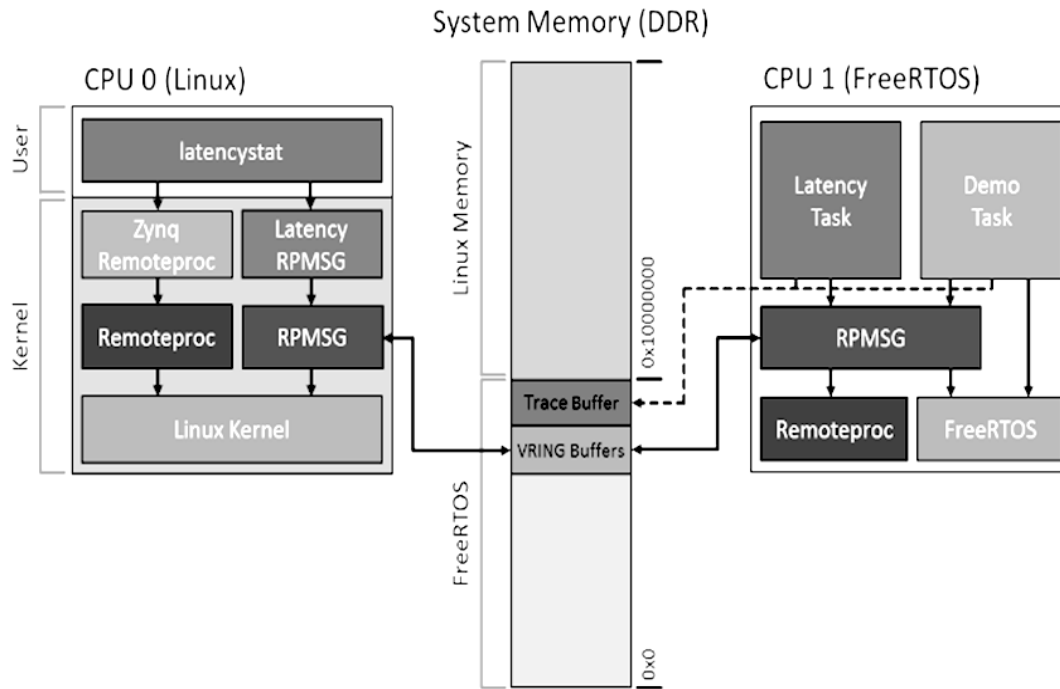 System Memory (DDR)
CPU 0 (Linux)
CPU 1 (FreeRTOS)
User
latencystat
Kernel
Zynq
Remoteproc
Latency
RPMSG
Remoteproc
RPMSG
Linux Kernel
Linux Memory
0x10000000
Trace Buffer
VRING Buffers
FreeRTOS
0x0
Latency
Task
Demo
Task
RPMSG
Remoteproc
FreeRTOS